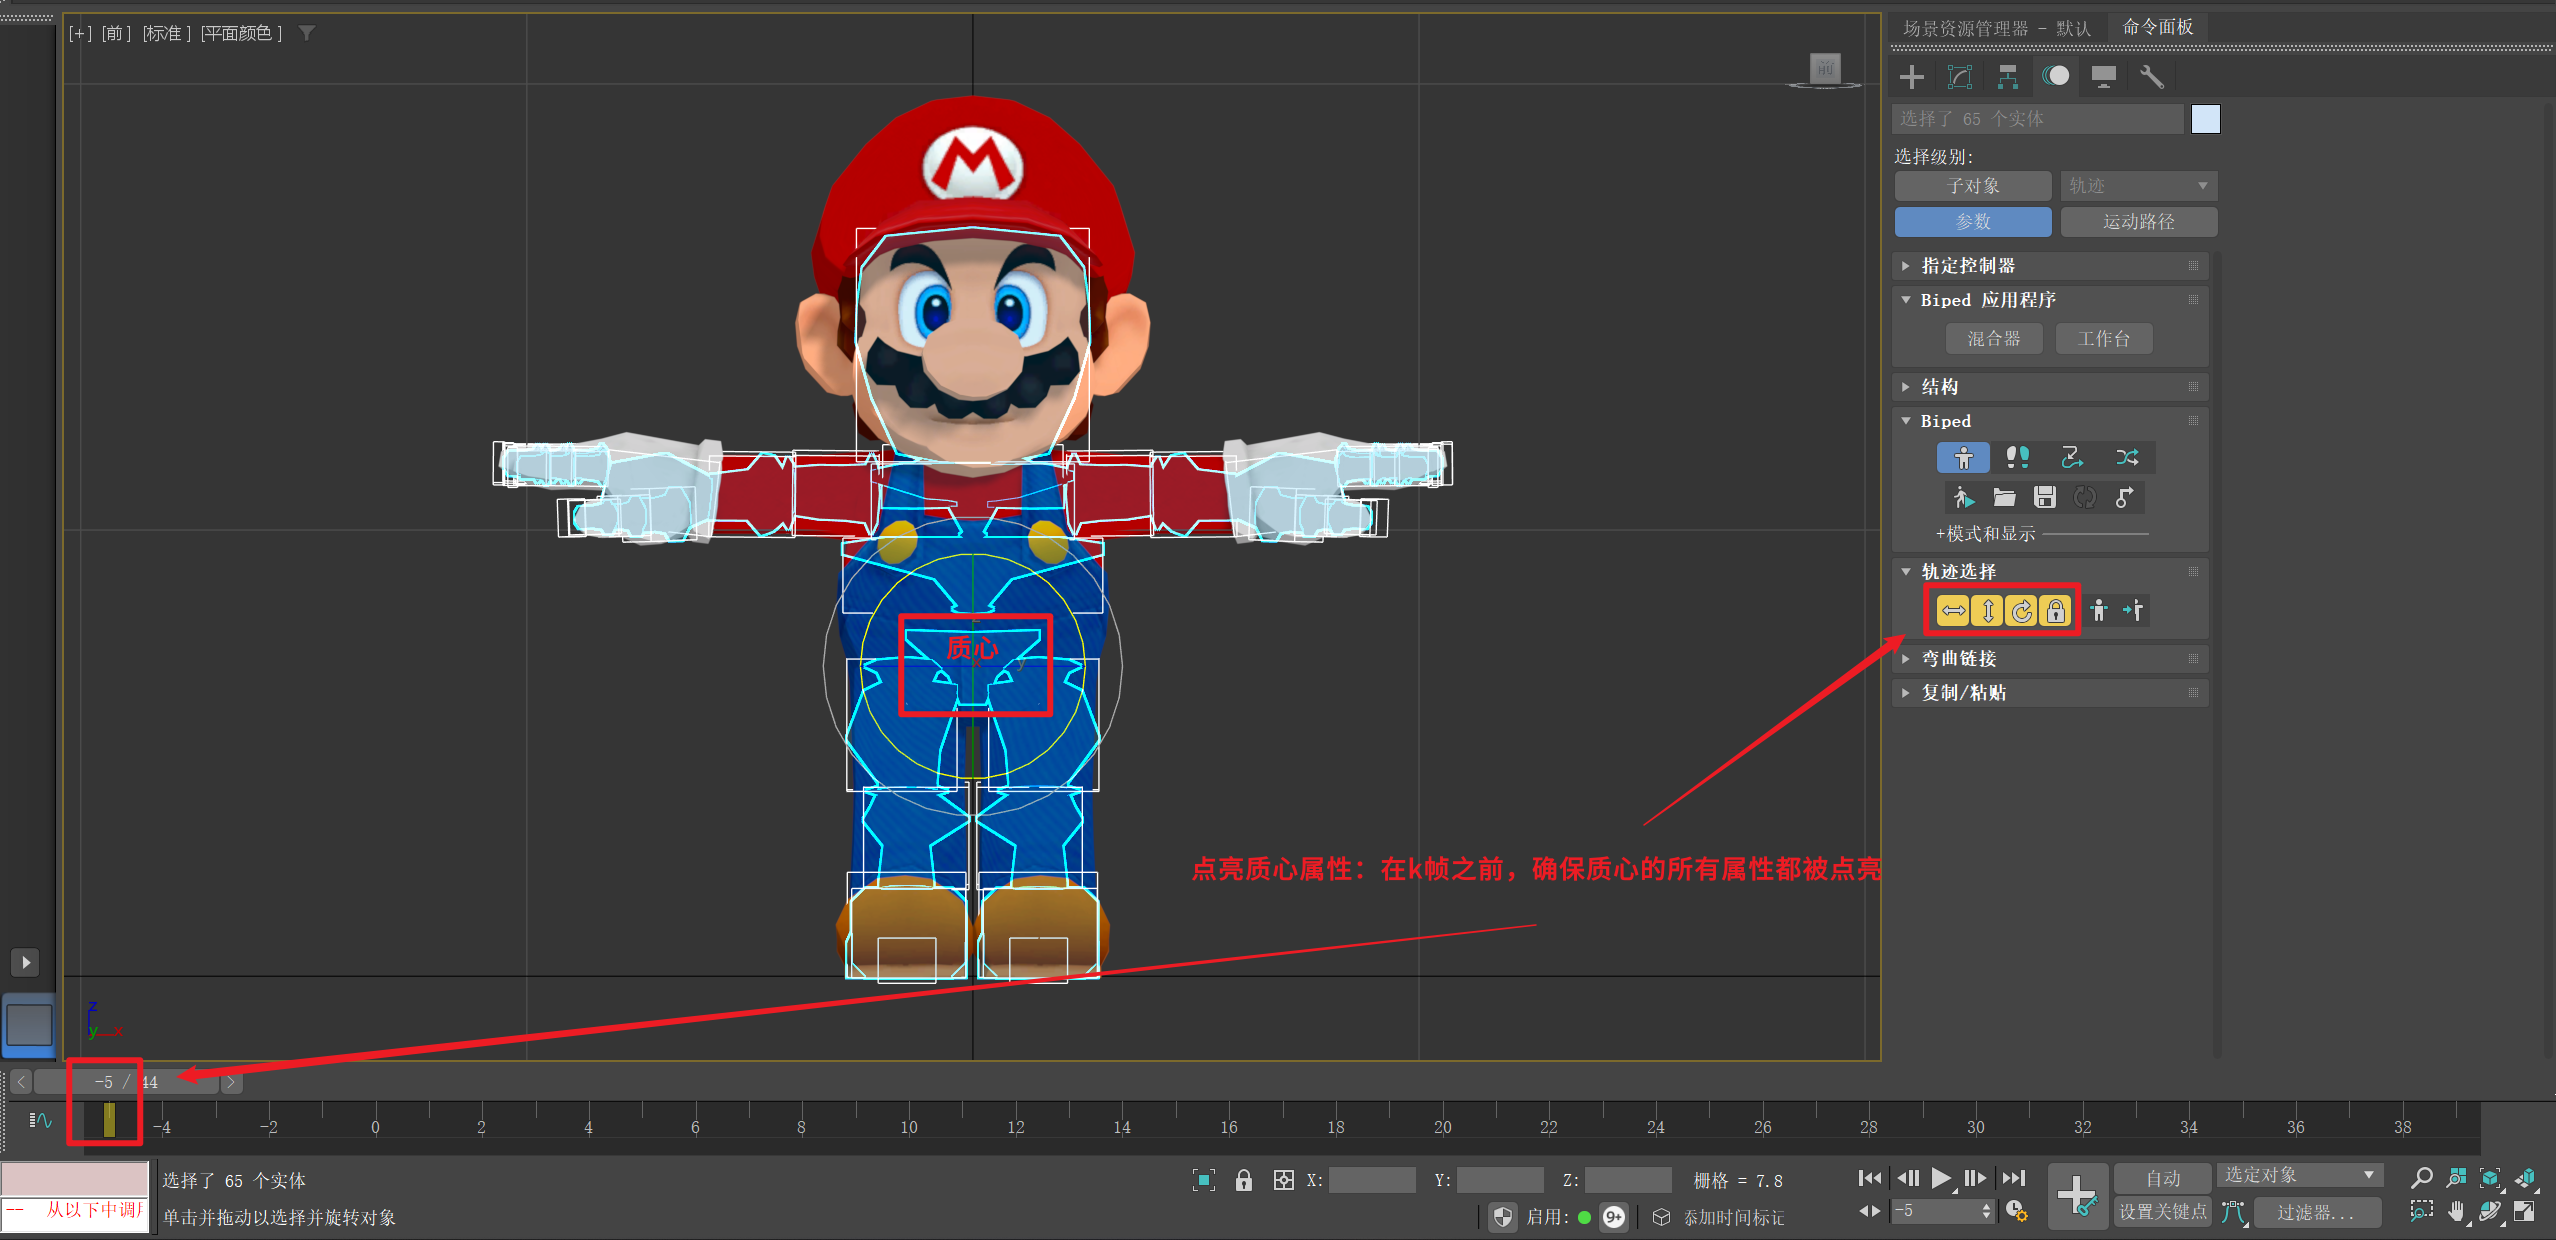 [+] [前] [标准] [平面颜色]
前
M
场景资源管理器 - 默认
命令面板
选择了 65 个实体
选择级别:
子对象
轨迹
参数
运动路径
指定控制器
Biped 应用程序
混合器
工作台
结构
Biped
+模式和显示
轨迹选择
弯曲链接
复制/粘贴
质心
x
y
点亮质心属性：在k帧之前，确保质心的所有属性都被点亮
z
y
x
-5 / 44
-4
-2
0
2
4
6
8
10
12
14
16
18
20
22
24
26
28
30
32
34
36
38
选择了 65 个实体
X:
Y:
Z:
栅格 = 7.8
自动
选定对象
-- 从以下中调用
单击并拖动以选择并旋转对象
启用:
9+
添加时间标记
-5
设置关键点
过滤器...